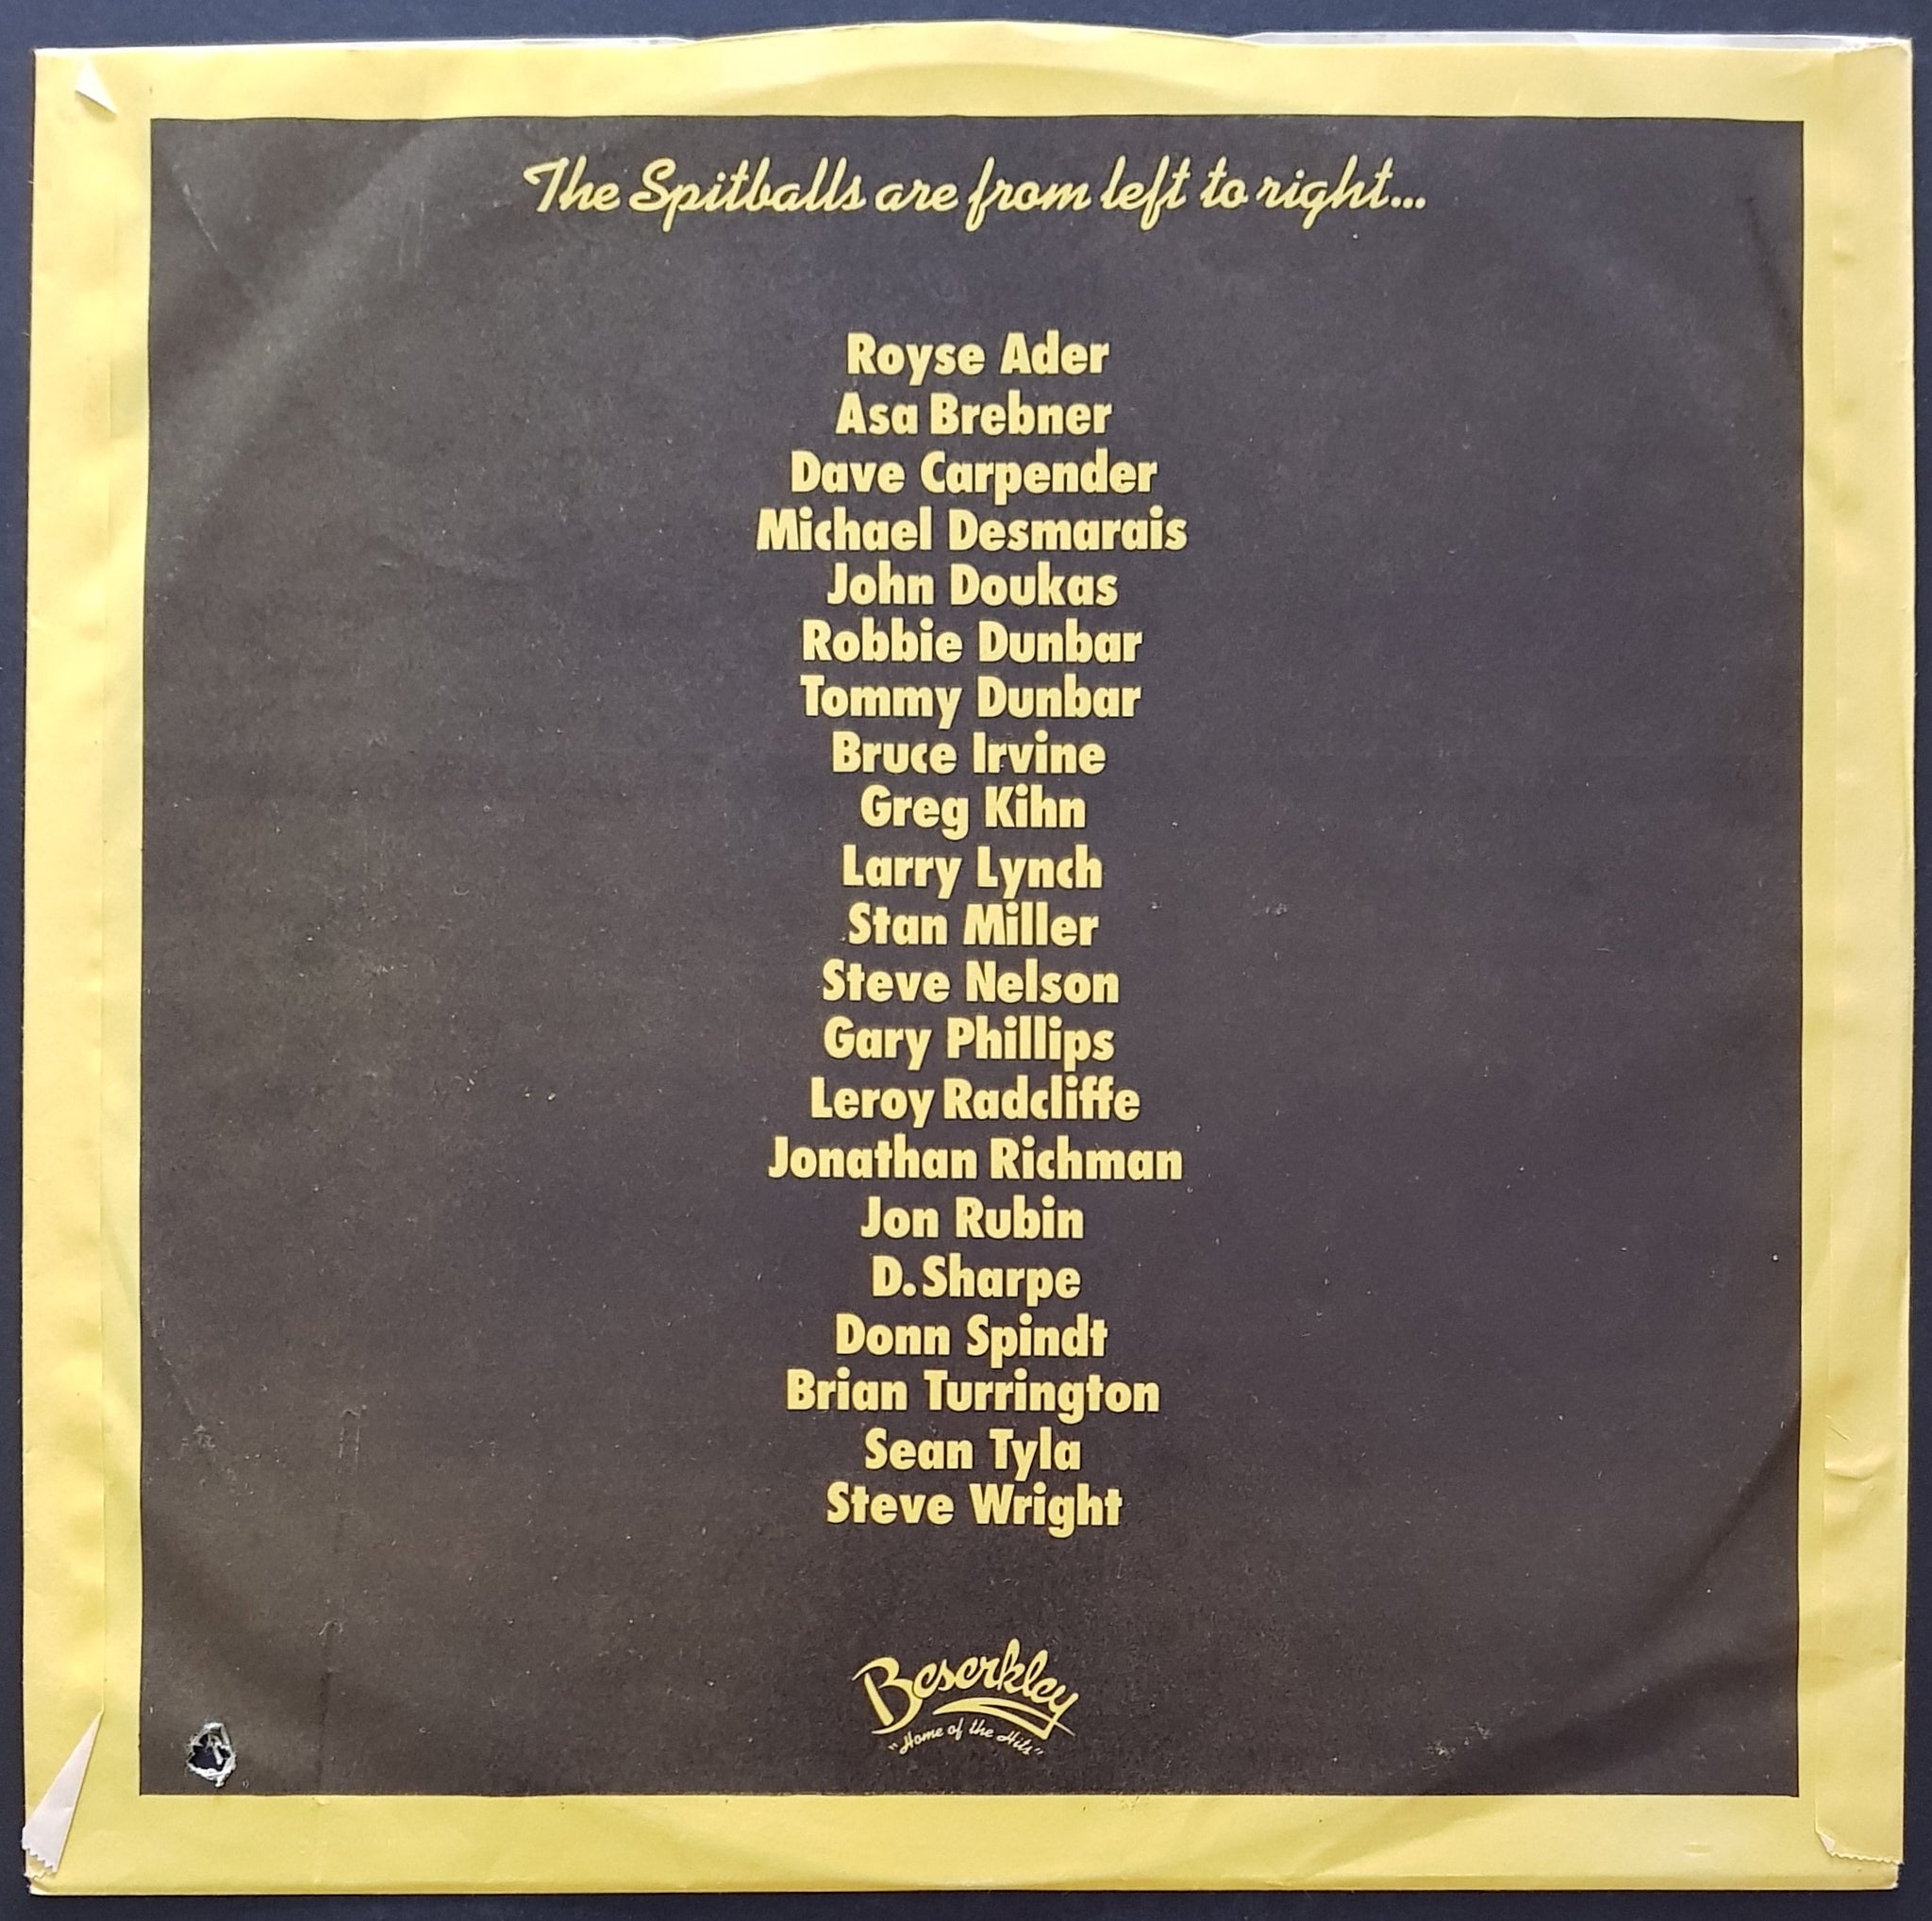 The Spitballs are from left to right...
Royse Ader
Asa Brebner
Dave Carpender
Michael Desmarais
John Doukas
Robbie Dunbar
Tommy Dunbar
Bruce Irvine
Greg Kihn
Larry Lynch
Stan Miller
Steve Nelson
Gary Phillips
Leroy Radcliffe
Jonathan Richman
Jon Rubin
D. Sharpe
Donn Spindt
Brian Turrington
Sean Tyla
Steve Wright
Beserkley
"Home of the Hits"